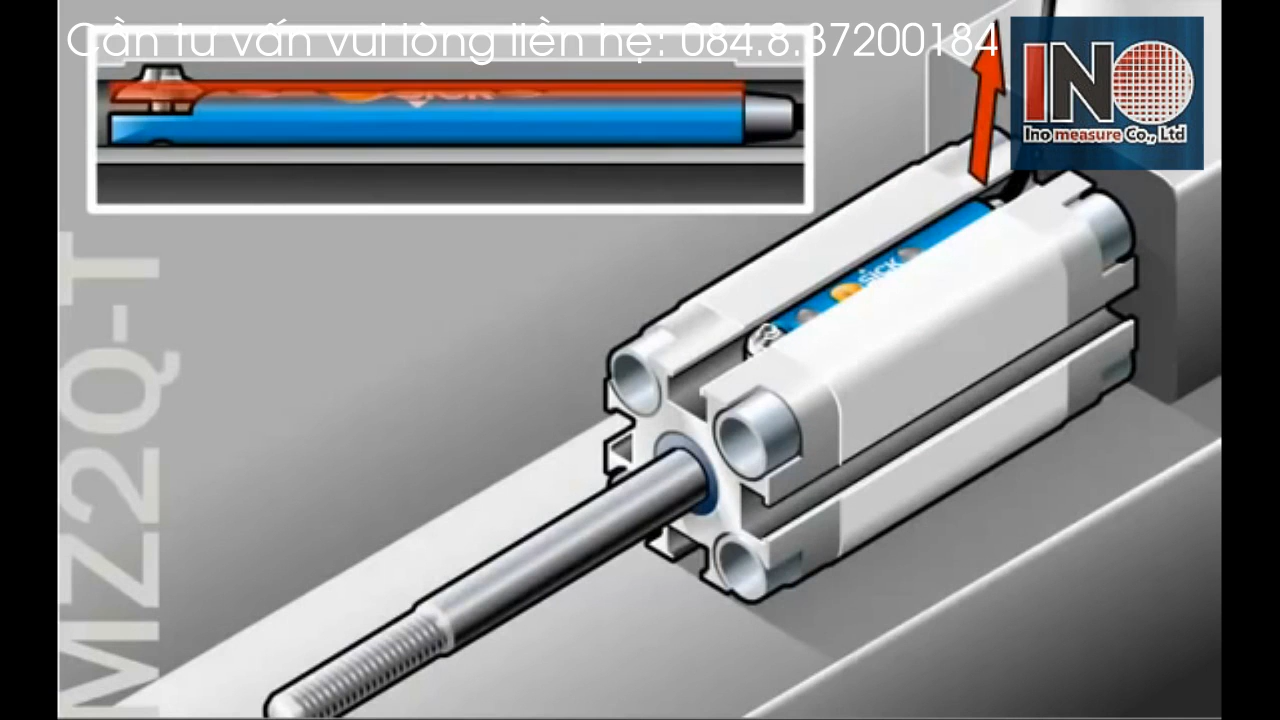 Cần tư vấn vui lòng liên hệ: 084.8.37200184
INO
Ino measure Co., Ltd
SICK
MZ2Q-T